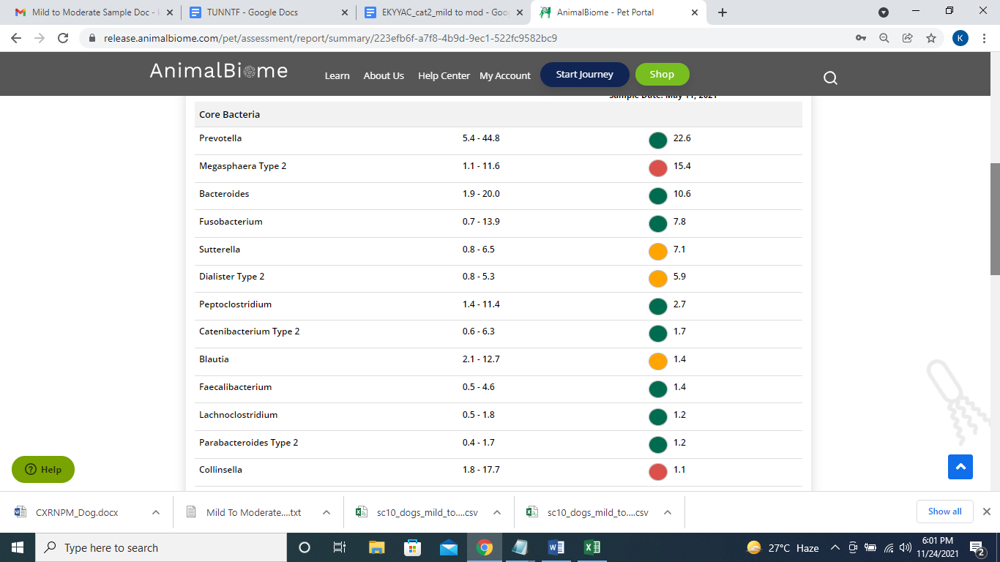 Mild to Moderate Sample Doc -
TUNNTF - Google Docs
EKYYAC_cat2_mild to mod - Goo
AnimalBiome - Pet Portal
release.animalbiome.com/pet/assessment/report/summary/223efb6f-a7f8-4b9d-9ec1-522fc9582bc9
K
AnimalBiome
Learn
About Us
Help Center
My Account
Start Journey
Shop
Sample Date: May 11, 2021
Core Bacteria
Prevotella 5.4 - 44.8 22.6
Megasphaera Type 2 1.1 - 11.6 15.4
Bacteroides 1.9 - 20.0 10.6
Fusobacterium 0.7 - 13.9 7.8
Sutterella 0.8 - 6.5 7.1
Dialister Type 2 0.8 - 5.3 5.9
Peptoclostridium 1.4 - 11.4 2.7
Catenibacterium Type 2 0.6 - 6.3 1.7
Blautia 2.1 - 12.7 1.4
Faecalibacterium 0.5 - 4.6 1.4
Lachnoclostridium 0.5 - 1.8 1.2
Parabacteroides Type 2 0.4 - 1.7 1.2
Collinsella 1.8 - 17.7 1.1
Help
CXRNPM_Dog.docx
Mild To Moderate....txt
sc10_dogs_mild_to....csv
sc10_dogs_mild_to....csv
Show all
Type here to search
27°C Haze
6:01 PM
11/24/2021
2